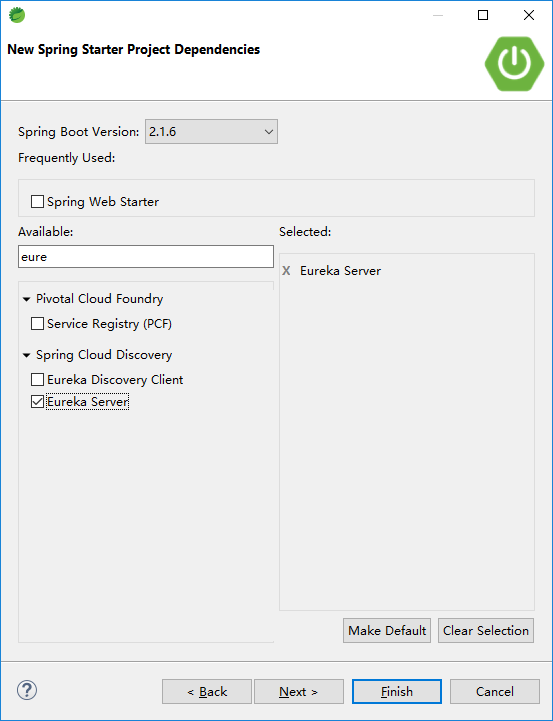 New Spring Starter Project Dependencies
Spring Boot Version: 2.1.6
Frequently Used:
Spring Web Starter
Available:
Selected:
eure
X Eureka Server
Pivotal Cloud Foundry
Service Registry (PCF)
Spring Cloud Discovery
Eureka Discovery Client
Eureka Server
Make Default
Clear Selection
?
< Back
Next >
Finish
Cancel